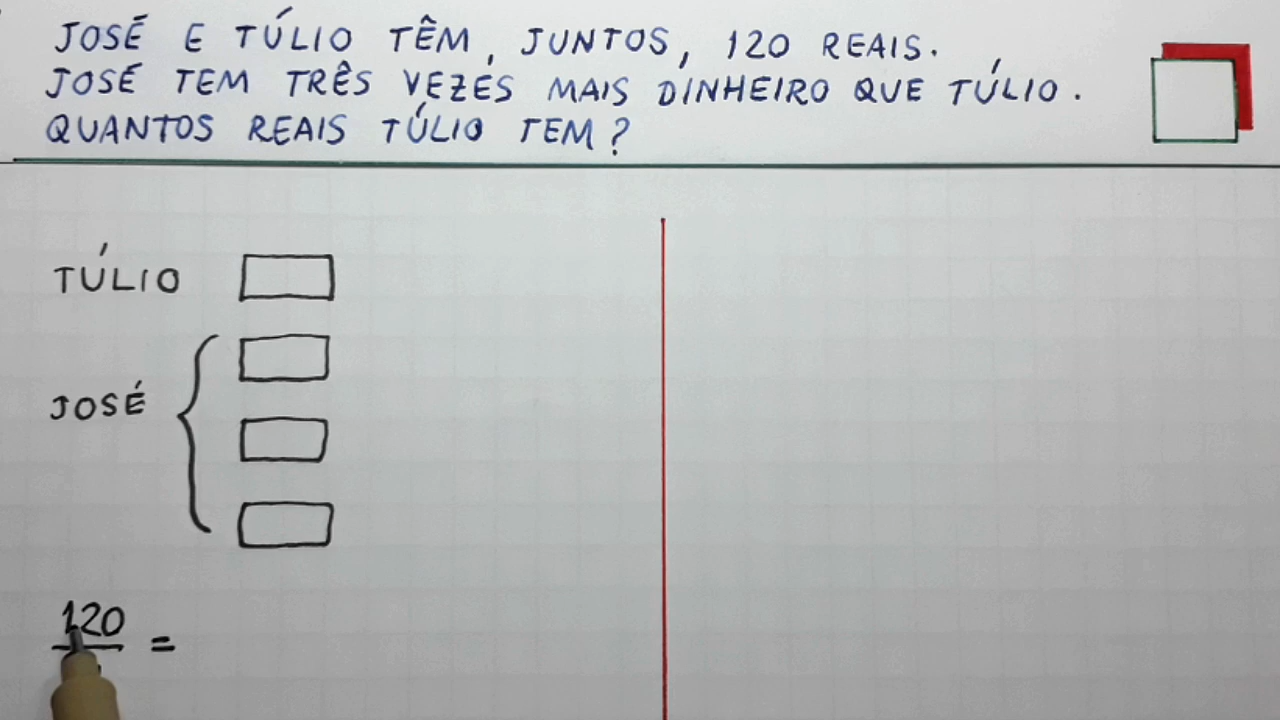 JOSÉ E TÚLIO TÊM, JUNTOS, 120 REAIS.
JOSÉ TEM TRÊS VEZES MAIS DINHEIRO QUE TÚLIO.
QUANTOS REAIS TÚLIO TEM?
TÚLIO
JOSÉ
120
=